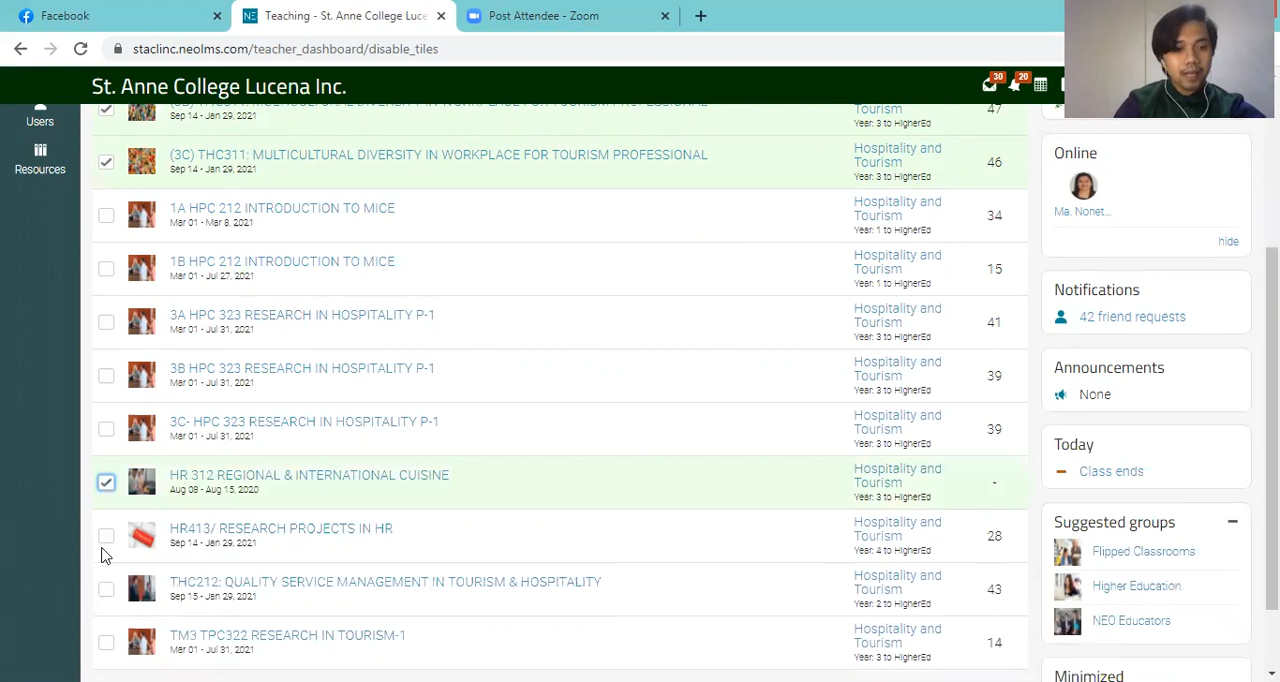 Facebook
Teaching - St. Anne College Luce
Post Attendee - Zoom
staclinc.neolms.com/teacher_dashboard/disable_tiles
St. Anne College Lucena Inc.
30
20
Users
Resources
Sep 14 - Jan 29, 2021
Year: 3 to HigherEd
47
(3C) THC311: MULTICULTURAL DIVERSITY IN WORKPLACE FOR TOURISM PROFESSIONAL
Sep 14 - Jan 29, 2021
Hospitality and
Tourism
Year: 3 to HigherEd
46
1A HPC 212 INTRODUCTION TO MICE
Mar 01 - Mar 8, 2021
Hospitality and
Tourism
Year: 1 to HigherEd
34
1B HPC 212 INTRODUCTION TO MICE
Mar 01 - Jul 27, 2021
Hospitality and
Tourism
Year: 1 to HigherEd
15
3A HPC 323 RESEARCH IN HOSPITALITY P-1
Mar 01 - Jul 31, 2021
Hospitality and
Tourism
Year: 3 to HigherEd
41
3B HPC 323 RESEARCH IN HOSPITALITY P-1
Mar 01 - Jul 31, 2021
Hospitality and
Tourism
Year: 3 to HigherEd
39
3C- HPC 323 RESEARCH IN HOSPITALITY P-1
Mar 01 - Jul 31, 2021
Hospitality and
Tourism
Year: 3 to HigherEd
39
HR 312 REGIONAL & INTERNATIONAL CUISINE
Aug 08 - Aug 15, 2020
Hospitality and
Tourism
Year: 3 to HigherEd
-
HR413/ RESEARCH PROJECTS IN HR
Sep 14 - Jan 29, 2021
Hospitality and
Tourism
Year: 4 to HigherEd
28
THC212: QUALITY SERVICE MANAGEMENT IN TOURISM & HOSPITALITY
Sep 15 - Jan 29, 2021
Hospitality and
Tourism
Year: 2 to HigherEd
43
TM3 TPC322 RESEARCH IN TOURISM-1
Mar 01 - Jul 31, 2021
Hospitality and
Tourism
Year: 3 to HigherEd
14
Online
Ma. Nonet...
hide
Notifications
42 friend requests
Announcements
None
Today
Class ends
Suggested groups
Flipped Classrooms
Higher Education
NEO Educators
Minimized